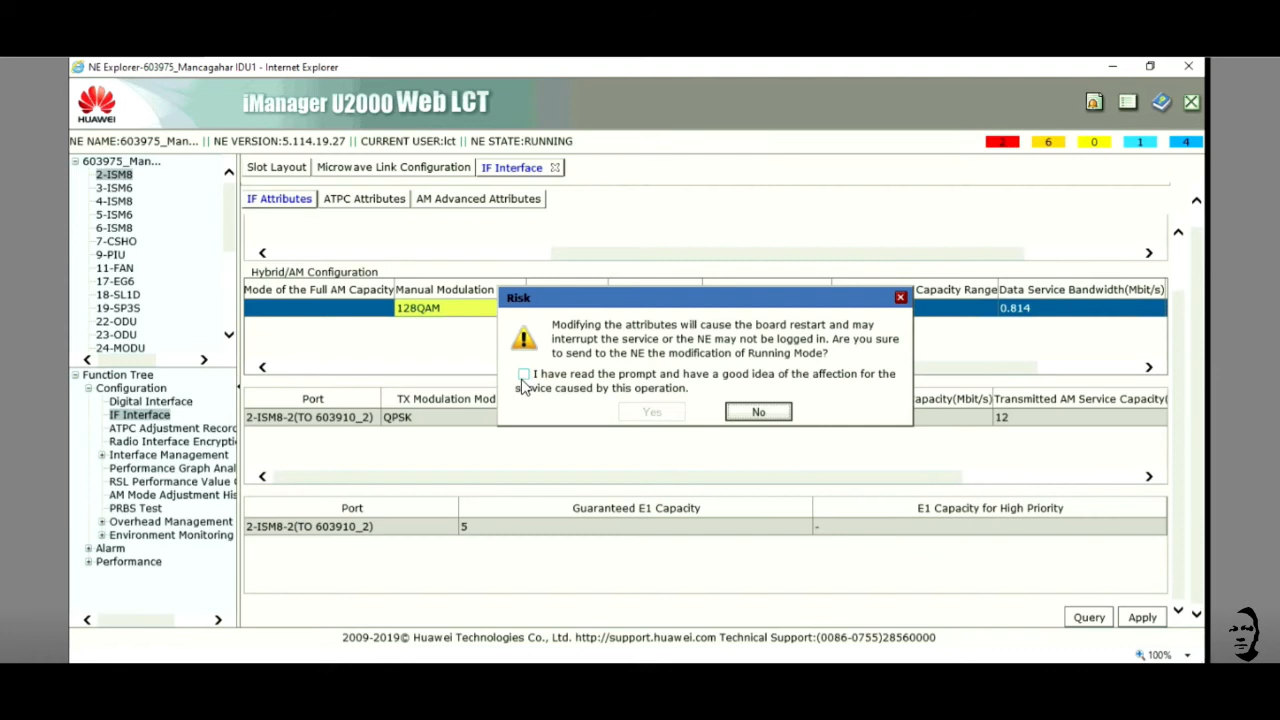 NE Explorer-603975_Mancagahar IDU1 - Internet Explorer
HUAWEI
iManager U2000 Web LCT
NE NAME:603975_Man... || NE VERSION:5.114.19.27 || CURRENT USER:lct || NE STATE:RUNNING
2 6 0 1 4
603975_Man...
2-ISM8
3-ISM6
4-ISM8
5-ISM6
6-ISM8
7-CSHO
9-PIU
11-FAN
17-EG6
18-SL1D
19-SP3S
22-ODU
23-ODU
24-MODU
Function Tree
Configuration
Digital Interface
IF Interface
ATPC Adjustment Recor
Radio Interface Encrypti
Interface Management
Performance Graph Anal
RSL Performance Value
AM Mode Adjustment His
PRBS Test
Overhead Management
Environment Monitoring
Alarm
Performance
Slot Layout Microwave Link Configuration IF Interface
IF Attributes ATPC Attributes AM Advanced Attributes
Hybrid/AM Configuration
Mode of the Full AM Capacity Manual Modulation Capacity Range Data Service Bandwidth(Mbit/s)
128QAM 0.814
Risk
Modifying the attributes will cause the board restart and may
interrupt the service or the NE may not be logged in. Are you sure
to send to the NE the modification of Running Mode?
I have read the prompt and have a good idea of the affection for the
service caused by this operation.
Yes No
Port TX Modulation Mod apacity(Mbit/s) Transmitted AM Service Capacity(
2-ISM8-2(TO 603910_2) QPSK 12
Port Guaranteed E1 Capacity E1 Capacity for High Priority
2-ISM8-2(TO 603910_2) 5 -
Query Apply
2009-2019© Huawei Technologies Co., Ltd. http://support.huawei.com Technical Support:(0086-0755)28560000
100%